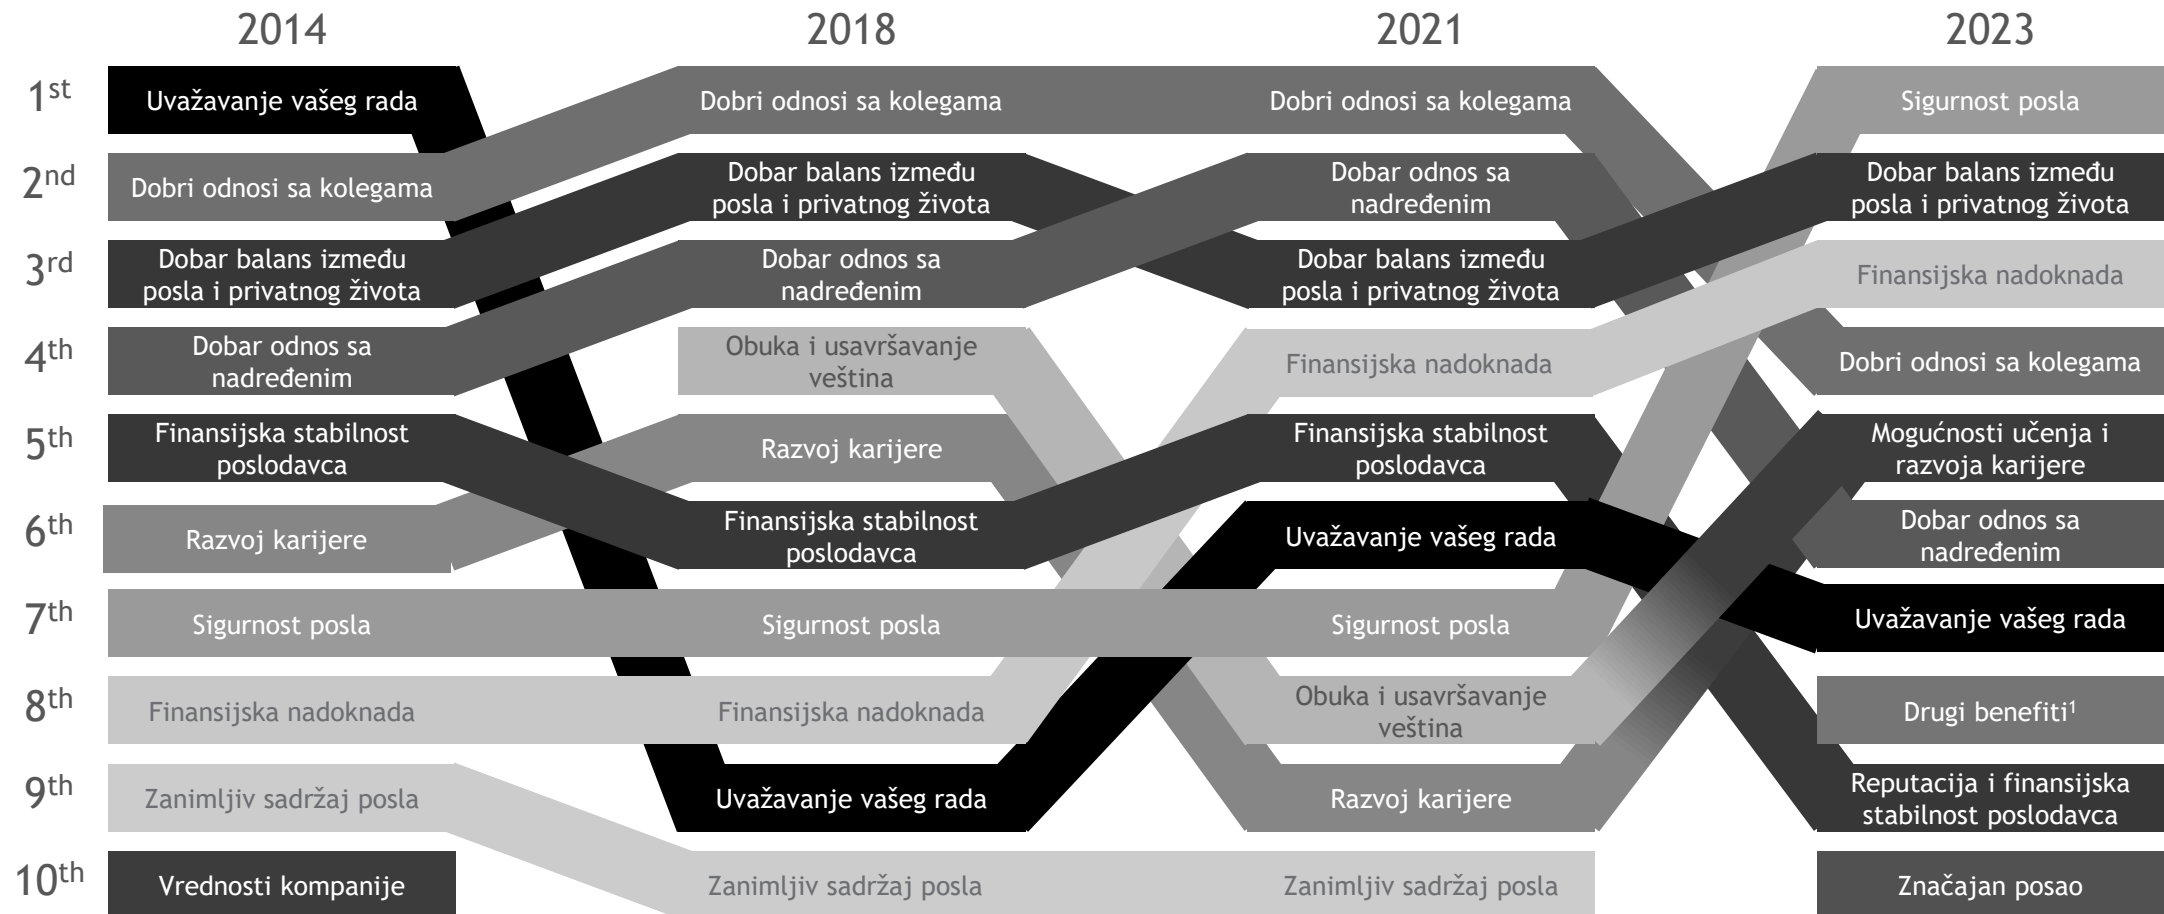 2014 2018 2021 2023
1st Uvažavanje vašeg rada Dobri odnosi sa kolegama Dobri odnosi sa kolegama Sigurnost posla
2nd Dobri odnosi sa kolegama
Dobar balans između
posla i privatnog života
Dobar odnos sa
nadređenim
Dobar balans između
posla i privatnog života
3rd
Dobar balans između
posla i privatnog života
Dobar odnos sa
nadređenim
Dobar balans između
posla i privatnog života
Finansijska nadoknada
4th
Dobar odnos sa
nadređenim
Obuka i usavršavanje
veština
Finansijska nadoknada
Dobri odnosi sa kolegama
5th
Finansijska stabilnost
poslodavca
Razvoj karijere
Finansijska stabilnost
poslodavca
Mogućnosti učenja i
razvoja karijere
6th
Razvoj karijere
Finansijska stabilnost
poslodavca
Uvažavanje vašeg rada
Dobar odnos sa
nadređenim
7th Sigurnost posla Sigurnost posla Sigurnost posla Uvažavanje vašeg rada
8th
Finansijska nadoknada
Finansijska nadoknada
Obuka i usavršavanje
veština
Drugi benefiti¹
9th
Zanimljiv sadržaj posla
Uvažavanje vašeg rada
Razvoj karijere
Reputacija i finansijska
stabilnost poslodavca
10th Vrednosti kompanije Zanimljiv sadržaj posla Zanimljiv sadržaj posla Značajan posao